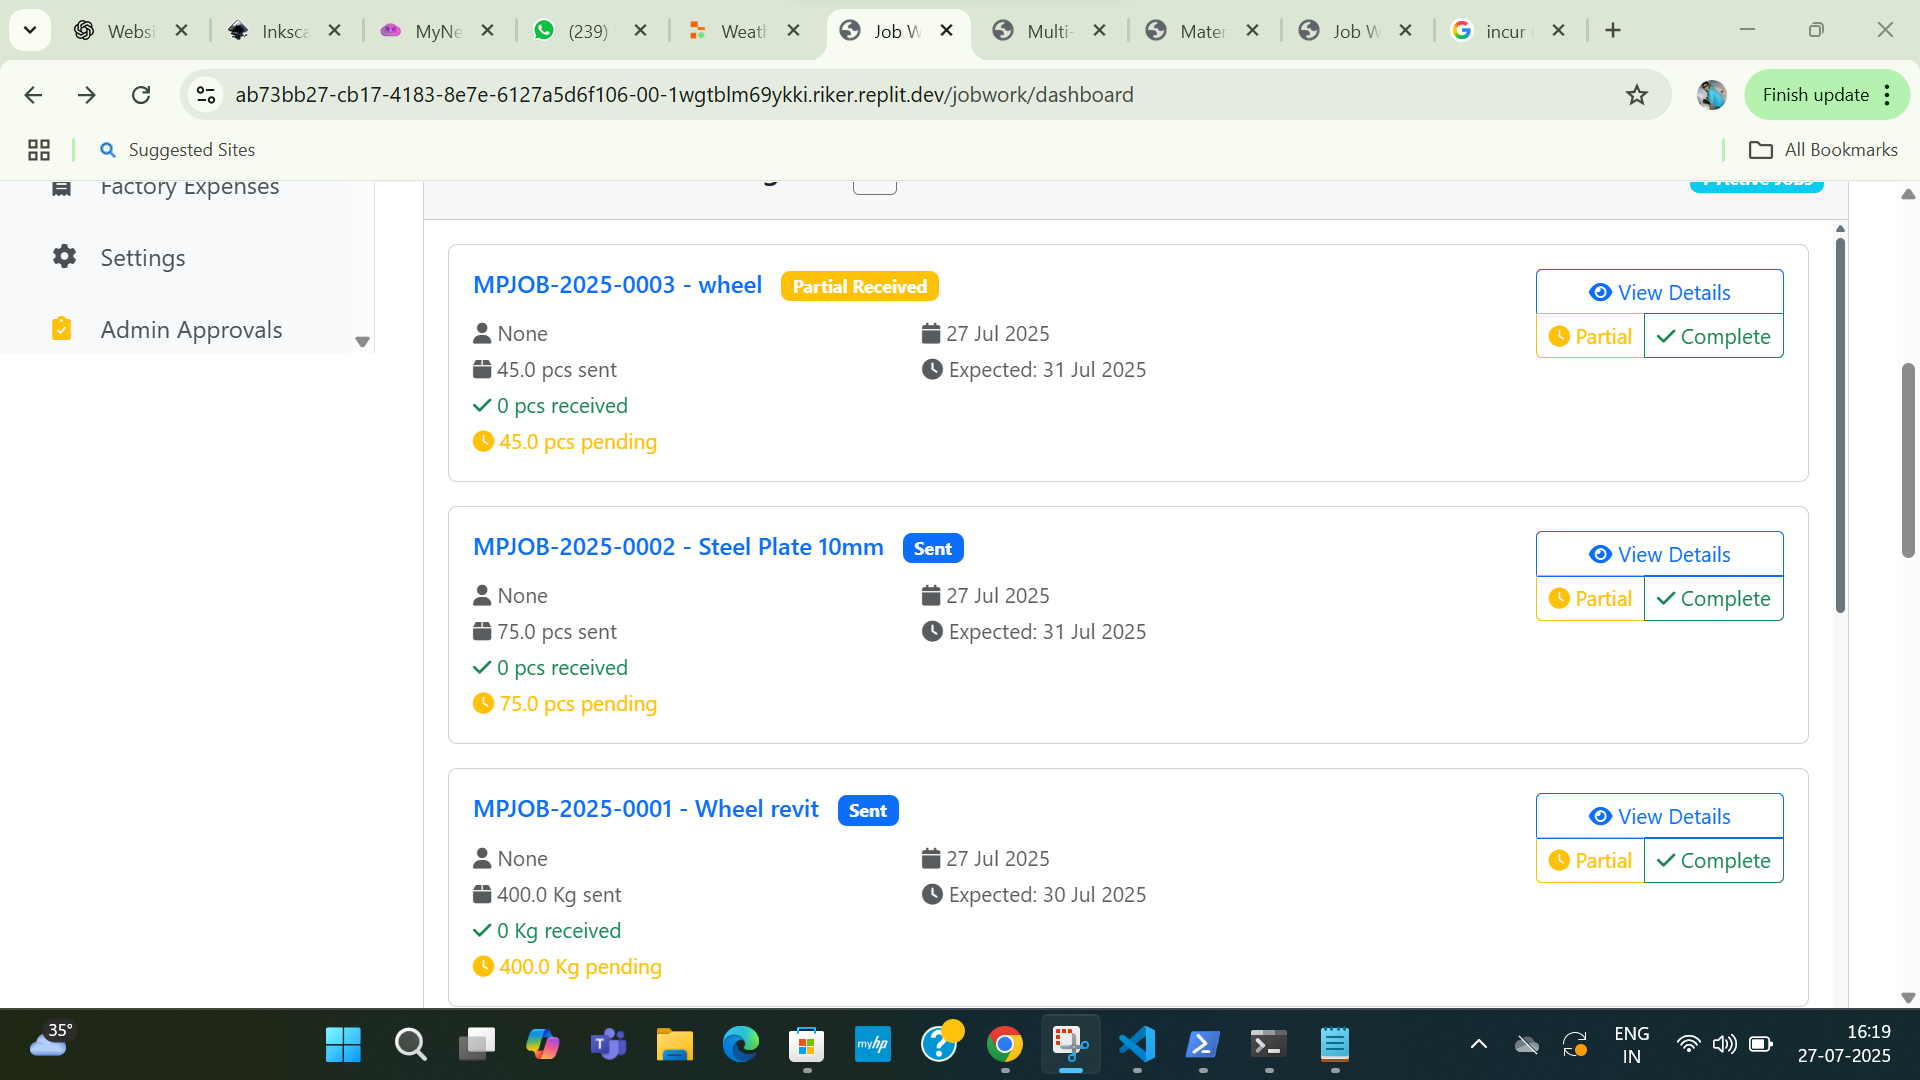 Websi
Inksca
MyNe
(239)
Weath
Job W
Multi-
Mater
Job W
incur
ab73bb27-cb17-4183-8e7e-6127a5d6f106-00-1wgtblm69ykki.riker.replit.dev/jobwork/dashboard
Finish update
Suggested Sites
All Bookmarks
Factory Expenses
Settings
Admin Approvals
MPJOB-2025-0003 - wheel Partial Received
View Details
None 27 Jul 2025
Partial Complete
45.0 pcs sent Expected: 31 Jul 2025
0 pcs received
45.0 pcs pending
MPJOB-2025-0002 - Steel Plate 10mm Sent
View Details
None 27 Jul 2025
Partial Complete
75.0 pcs sent Expected: 31 Jul 2025
0 pcs received
75.0 pcs pending
MPJOB-2025-0001 - Wheel revit Sent
View Details
None 27 Jul 2025
Partial Complete
400.0 Kg sent Expected: 30 Jul 2025
0 Kg received
400.0 Kg pending
35°
myhp
ENG
IN
16:19
27-07-2025